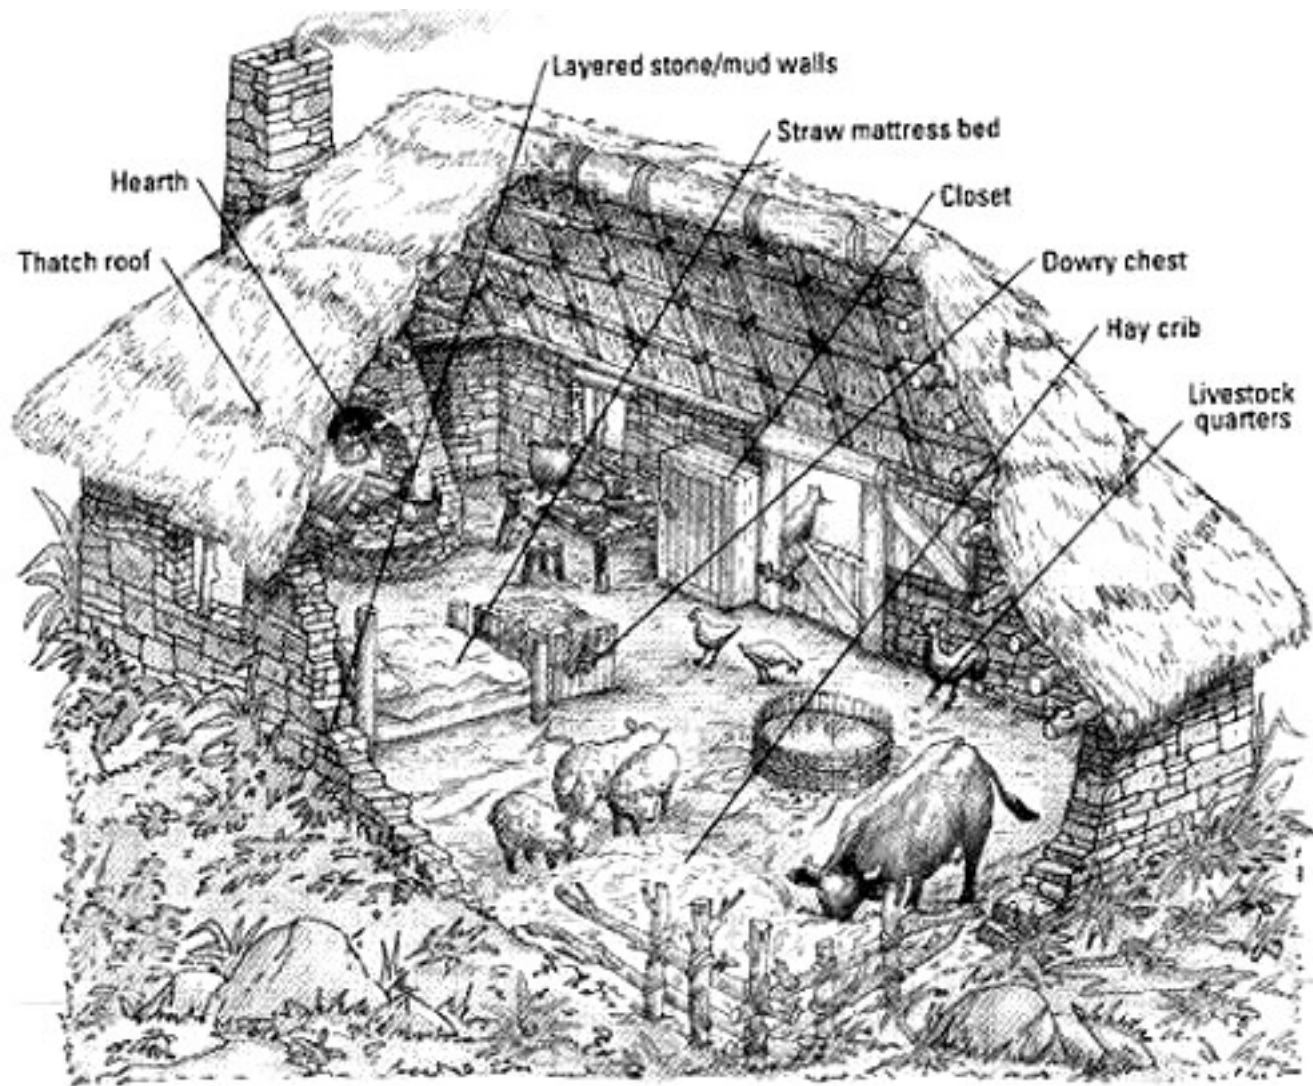 Layered stone/mud walls
Straw mattress bed
Hearth
Closet
Thatch roof
Dowry chest
Hay crib
Livestock
quarters